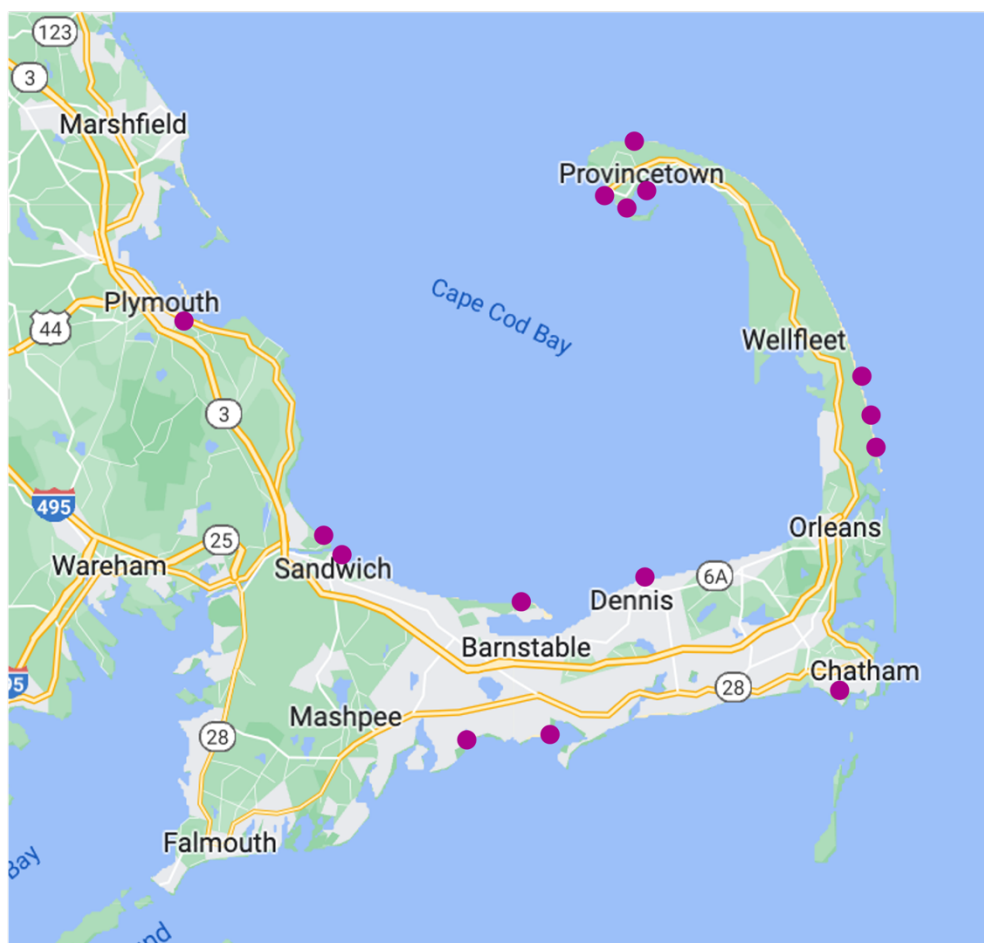 123
3
Marshfield
Provincetown
Cape Cod Bay
Plymouth
44
Wellfleet
3
495
Orleans
25
Wareham
Sandwich
6A
Dennis
Barnstable
Chatham
95
28
Mashpee
28
Falmouth
Bay
nd